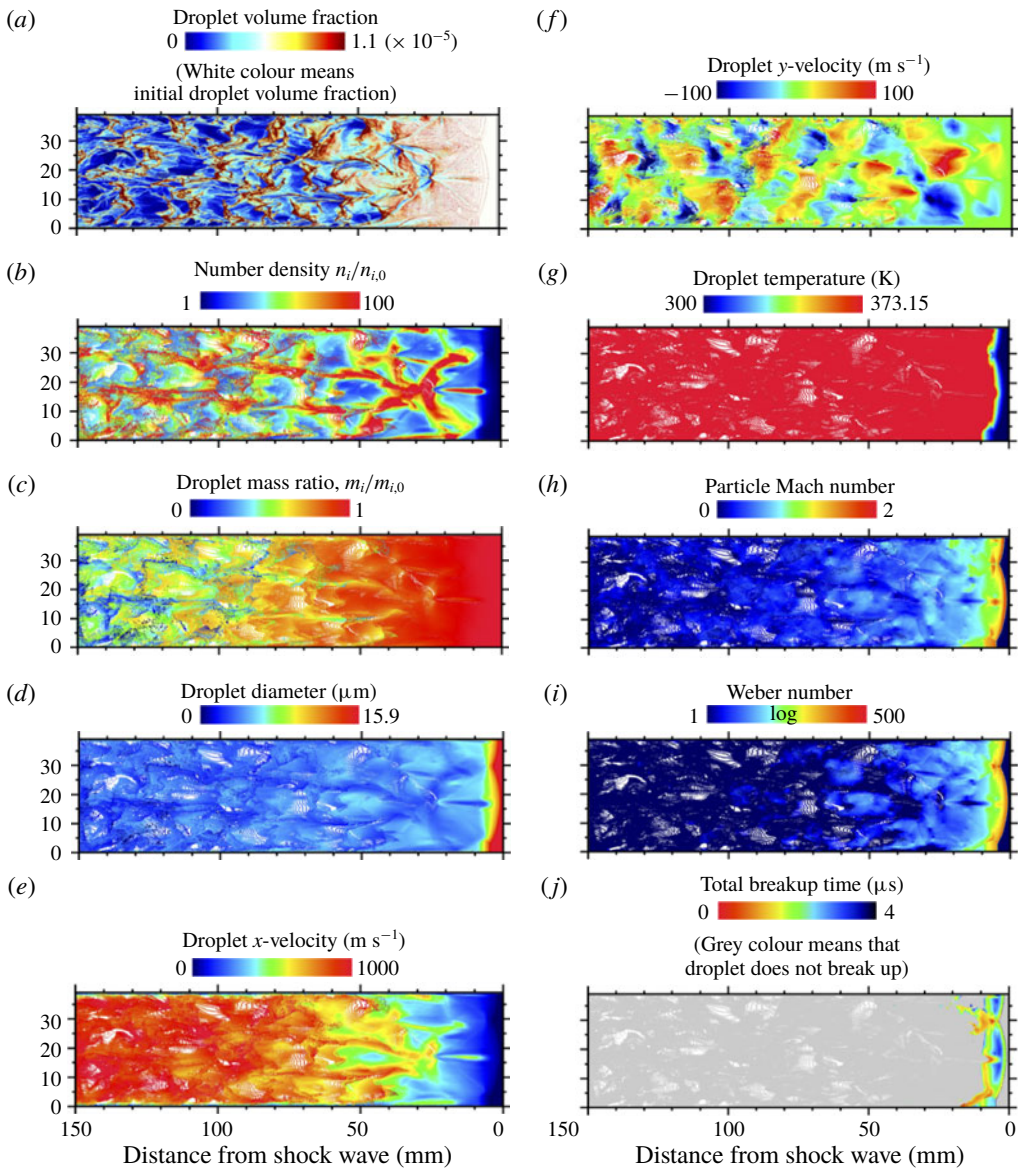 (a)
Droplet volume fraction
0 1.1 (× 10⁻⁵)
(White colour means
initial droplet volume fraction)
30
20
10
0
(b)
Number density nᵢ/nᵢ,₀
1 100
30
20
10
0
(c)
Droplet mass ratio, mᵢ/mᵢ,₀
0 1
30
20
10
0
(d)
Droplet diameter (μm)
0 15.9
30
20
10
0
(e)
Droplet x-velocity (m s⁻¹)
0 1000
30
20
10
0
150 100 50 0
Distance from shock wave (mm)
(f)
Droplet y-velocity (m s⁻¹)
−100 100
(g)
Droplet temperature (K)
300 373.15
(h)
Particle Mach number
0 2
(i)
Weber number
1 log 500
(j)
Total breakup time (μs)
0 4
(Grey colour means that
droplet does not break up)
150 100 50 0
Distance from shock wave (mm)